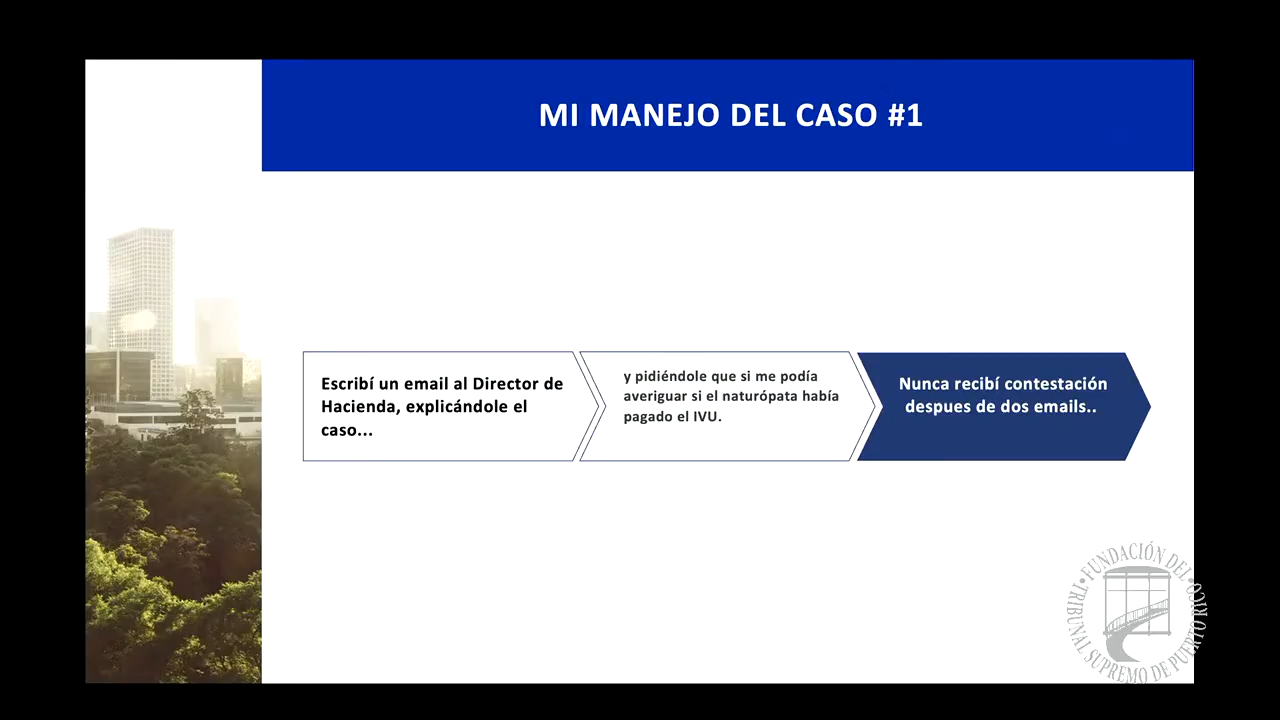 MI MANEJO DEL CASO #1
Escribí un email al Director de
Hacienda, explicándole el
caso...
y pidiéndole que si me podía
averiguar si el naturópata había
pagado el IVU.
Nunca recibí contestación
despues de dos emails..
FUNDACIÓN DEL
TRIBUNAL SUPREMO DE PUERTO RICO